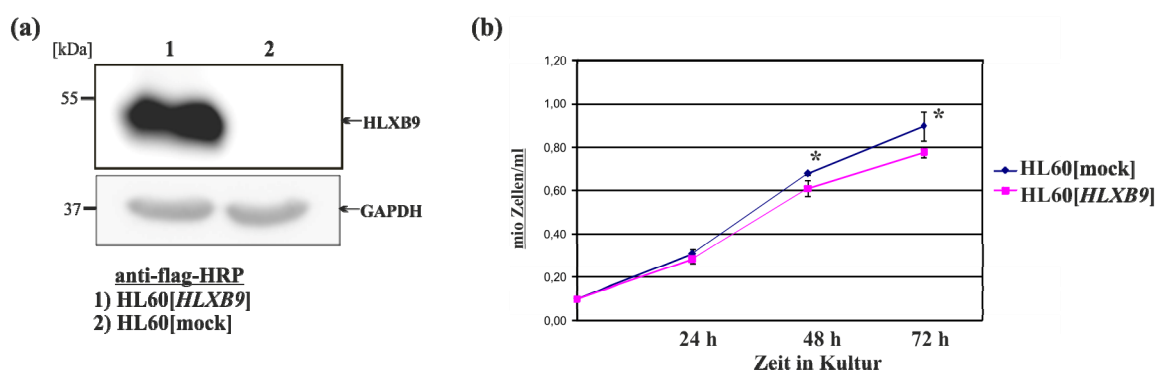 (a)
[kDa]
1
2
55
HLXB9
37
GAPDH
anti-flag-HRP
1) HL60[HLXB9]
2) HL60[mock]
(b)
1,20
1,00
0,80
0,60
0,40
0,20
0,00
mio Zellen/ml
*
*
24 h
48 h
72 h
Zeit in Kultur
HL60[mock]
HL60[HLXB9]